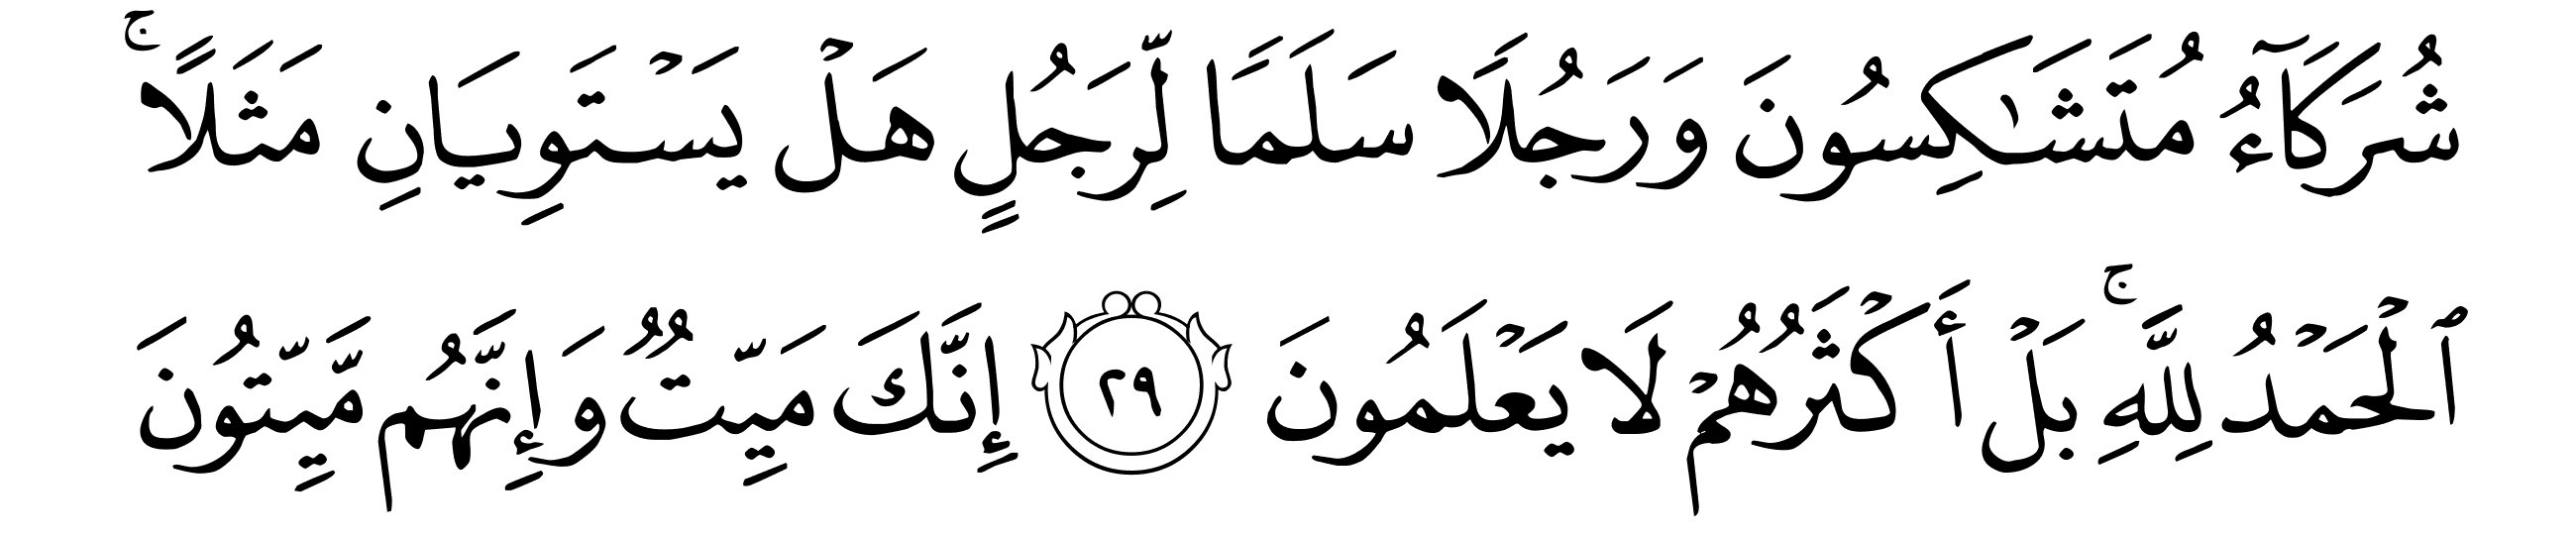 شُرَكَآءُ مُتَشَٰكِسُونَ وَرَجُلًا سَلَمًا لِّرَجُلٍ هَلۡ يَسۡتَوِيَانِ مَثَلًاۚ
ٱلۡحَمۡدُ لِلَّهِۚ بَلۡ أَكۡثَرُهُمۡ لَا يَعۡلَمُونَ ٢٩ إِنَّكَ مَيِّتٌ وَإِنَّهُم مَّيِّتُونَ